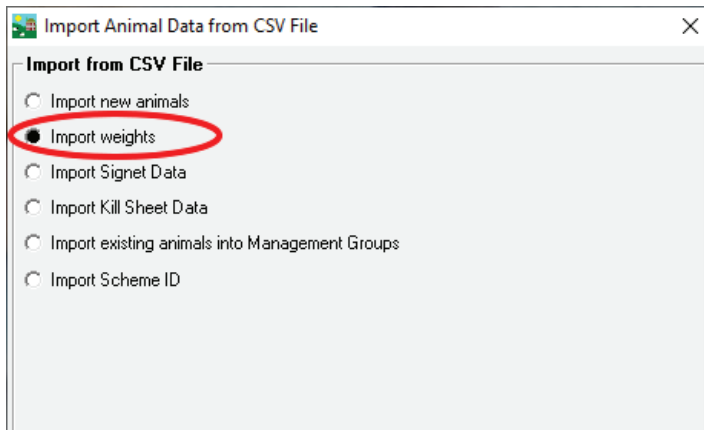 Import Animal Data from CSV File
Import from CSV File
Import new animals
Import weights
Import Signet Data
Import Kill Sheet Data
Import existing animals into Management Groups
Import Scheme ID